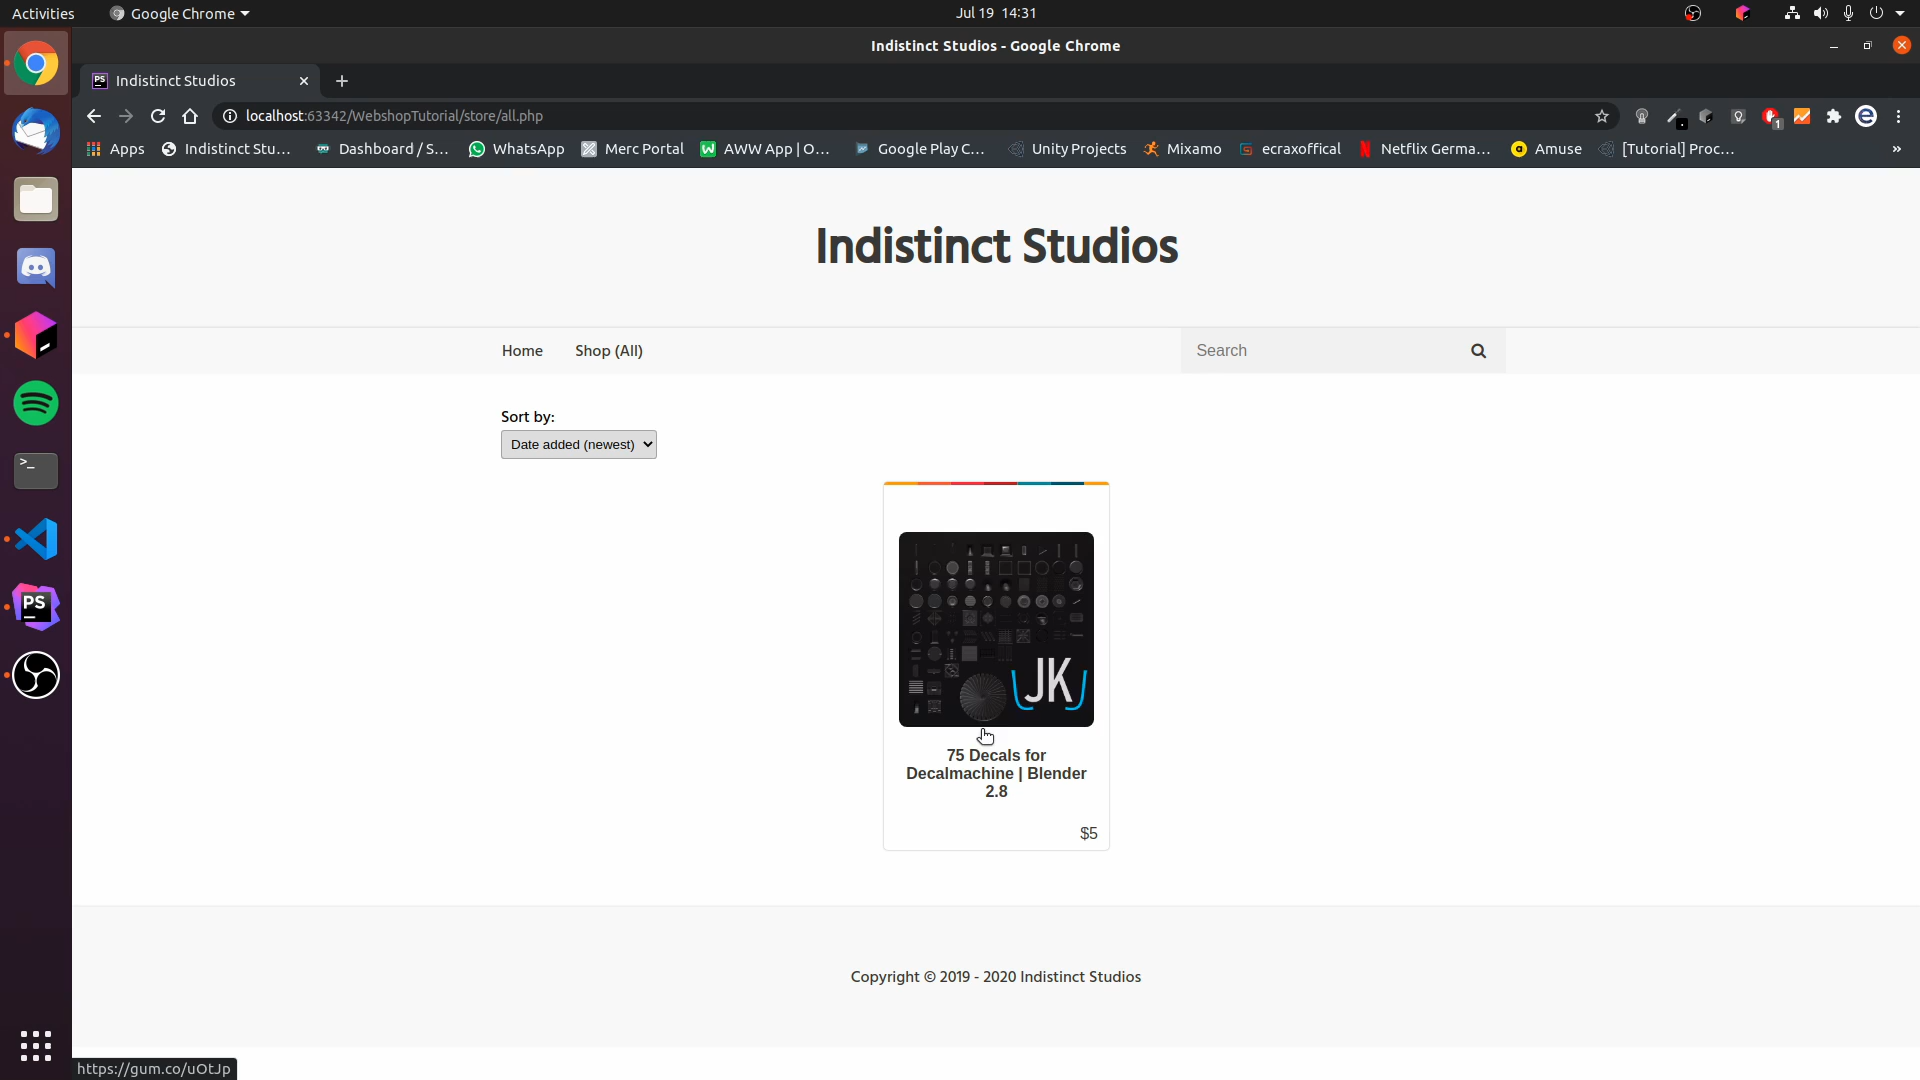 Activities Google Chrome Jul 19 14:31
Indistinct Studios - Google Chrome
PS Indistinct Studios
localhost:63342/WebshopTutorial/store/all.php
1
Apps Indistinct Stu... Dashboard / S... WhatsApp Merc Portal AWW App | O... Google Play C... Unity Projects Mixamo ecraxoffical Netflix Germa... Amuse [Tutorial] Proc... »
Indistinct Studios
Home Shop (All) Search
Sort by:
Date added (newest)
JK
75 Decals for
Decalmachine | Blender
2.8
$5
Copyright © 2019 - 2020 Indistinct Studios
PS
https://gum.co/uOtJp